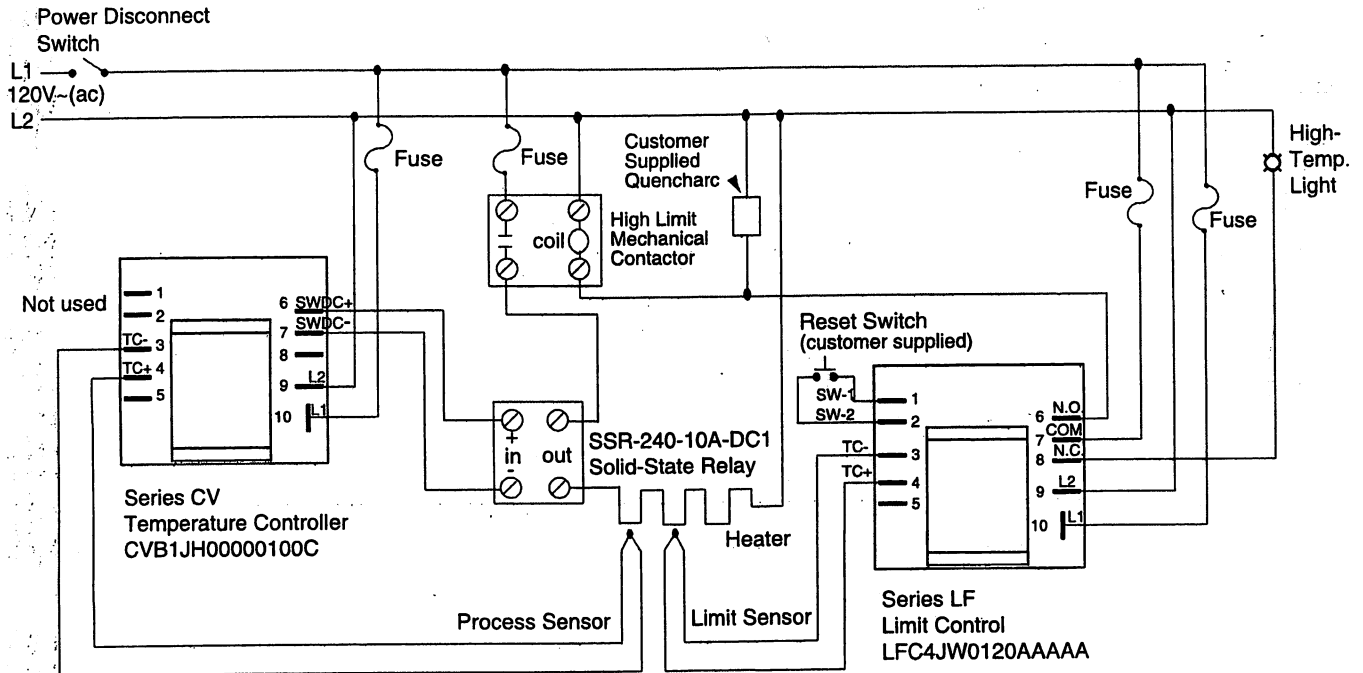 Power Disconnect
Switch
L1
120V~(ac)
L2
Fuse
Fuse
Customer
Supplied
Quencharc
High-
Temp.
Light
Fuse
Fuse
coil
High Limit
Mechanical
Contactor
Not used
1
2
TC- 3
TC+ 4
5
6 SWDC+
7 SWDC-
8
9 L2
10 L1
Reset Switch
(customer supplied)
SW-1
SW-2
TC-
TC+
1
2
3
4
5
6 N.O.
7 COM
8 N.C.
9 L2
10 L1
+
in
-
out
SSR-240-10A-DC1
Solid-State Relay
Heater
Series CV
Temperature Controller
CVB1JH00000100C
Process Sensor
Limit Sensor
Series LF
Limit Control
LFC4JW0120AAAAA